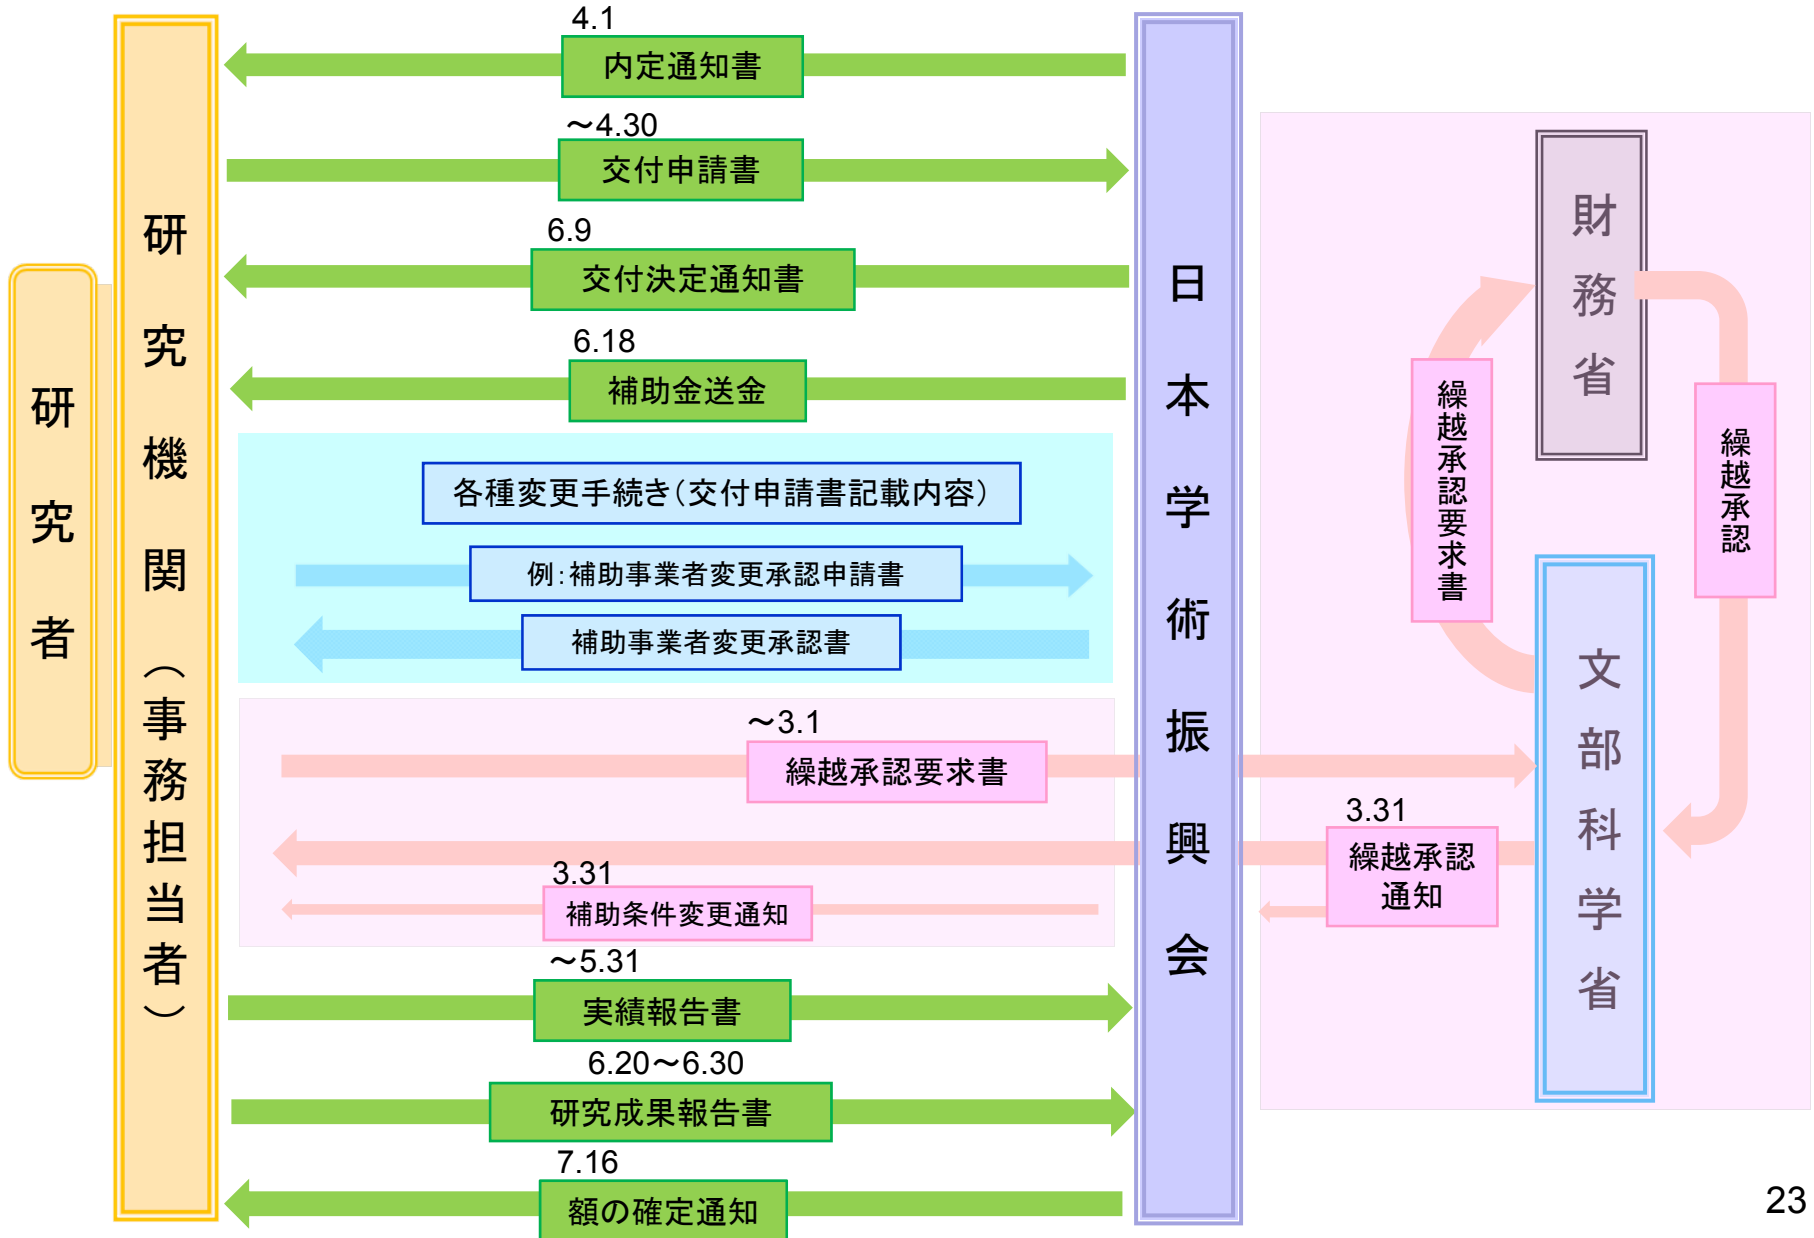 研究者
研究機関（事務担当者）
4.1
内定通知書
～4.30
交付申請書
6.9
交付決定通知書
6.18
補助金送金
各種変更手続き（交付申請書記載内容）
例：補助事業者変更承認申請書
補助事業者変更承認書
～3.1
繰越承認要求書
3.31
補助条件変更通知
～5.31
実績報告書
6.20～6.30
研究成果報告書
7.16
額の確定通知
日本学術振興会
財務省
繰越承認要求書
繰越承認
文部科学省
3.31
繰越承認
通知
23